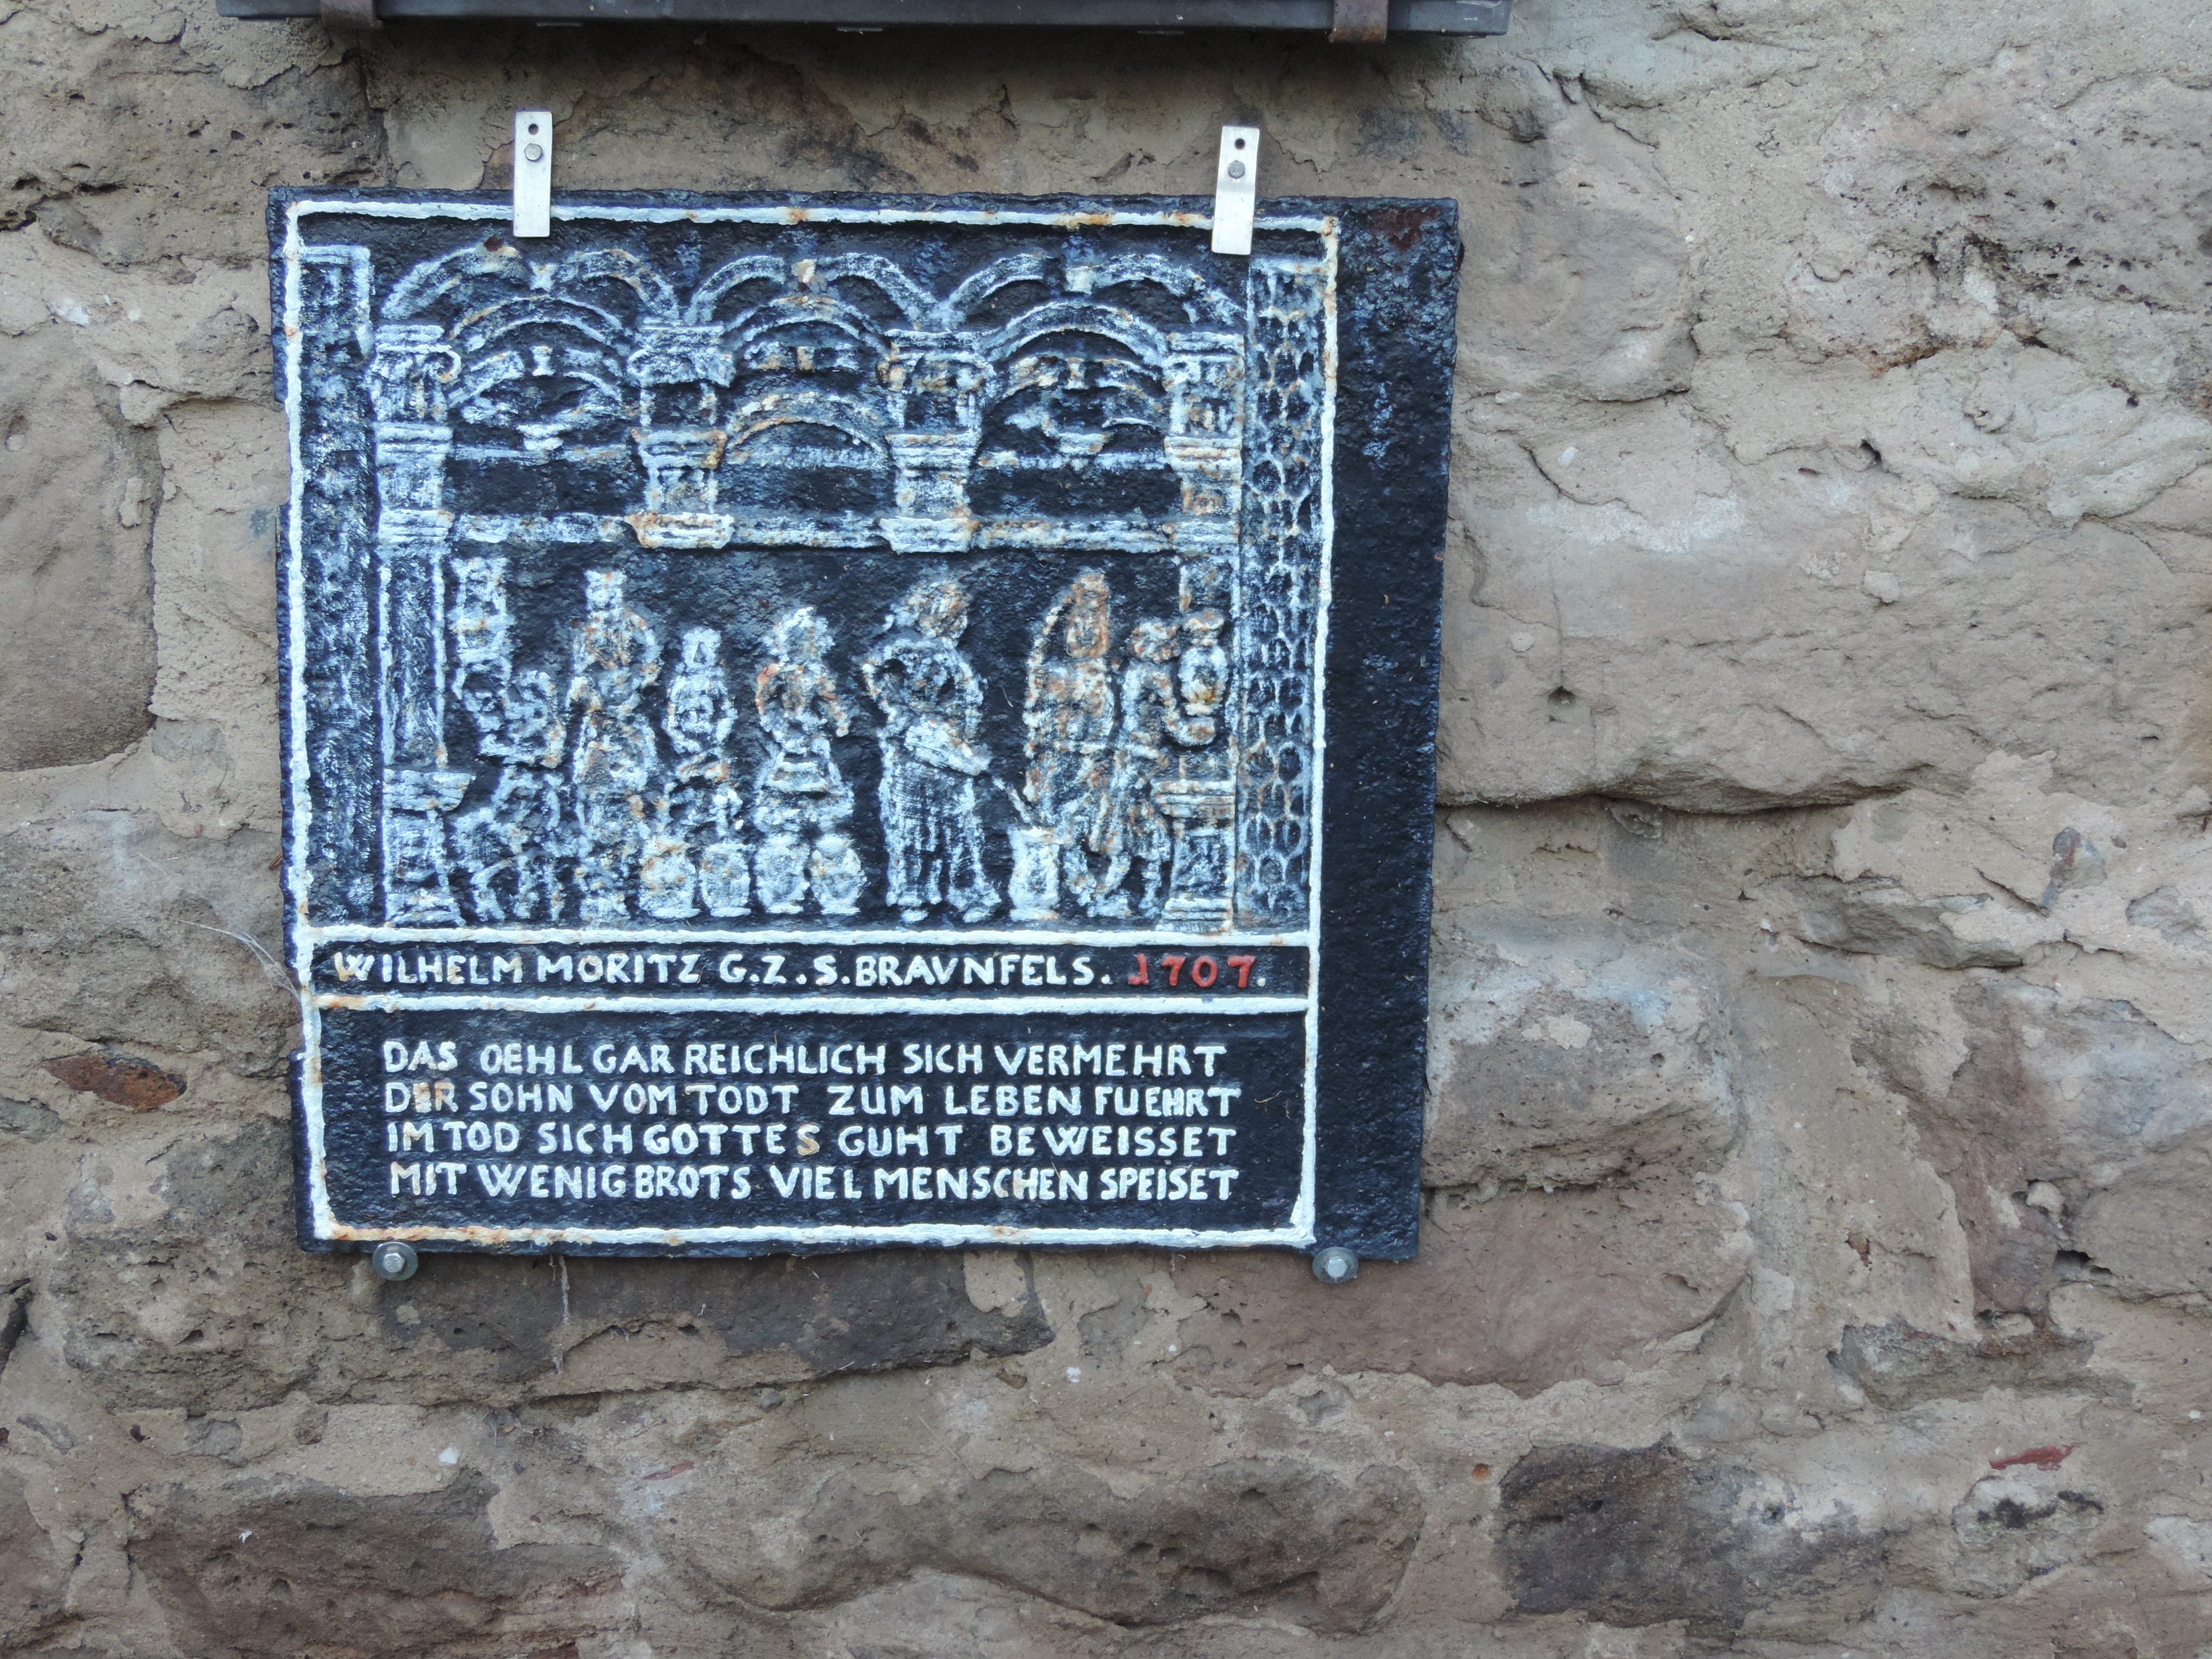 WILHELM MORITZ G.Z.S.BRAVNFELS. 1707.
DAS OEHL GAR REICHLICH SICH VERMEHRT
DER SOHN VOM TODT ZUM LEBEN FUEHRT
IM TOD SICH GOTTES GUHT BEWEISSET
MIT WENIG BROTS VIEL MENSCHEN SPEISET